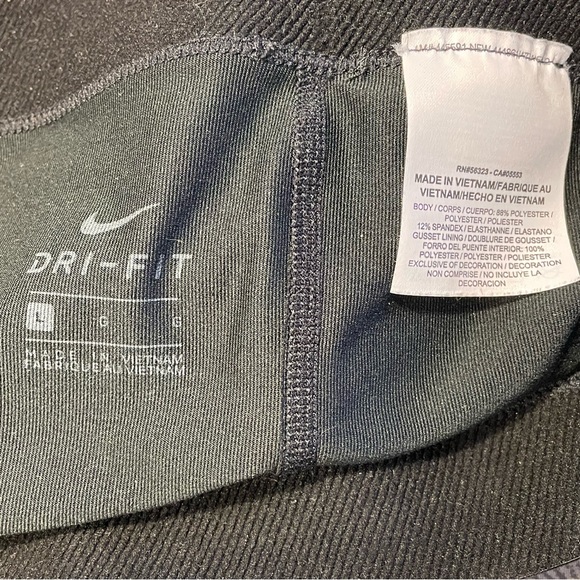 DRI-FIT
L G G
MADE IN VIETNAM
FABRIQUE AU VIETNAM
RN#56323 - CA#05553
MADE IN VIETNAM/FABRIQUE AU
VIETNAM/HECHO EN VIETNAM
BODY / CORPS / CUERPO: 88% POLYESTER /
POLYESTER / POLIESTER
12% SPANDEX / ELASTHANNE / ELASTANO
GUSSET LINING / DOUBLURE DE GOUSSET /
FORRO DEL PUENTE INTERIOR: 100%
POLYESTER / POLYESTER / POLIESTER
EXCLUSIVE OF DECORATION / DECORATION
NON COMPRISE / NO INCLUYE LA
DECORACION